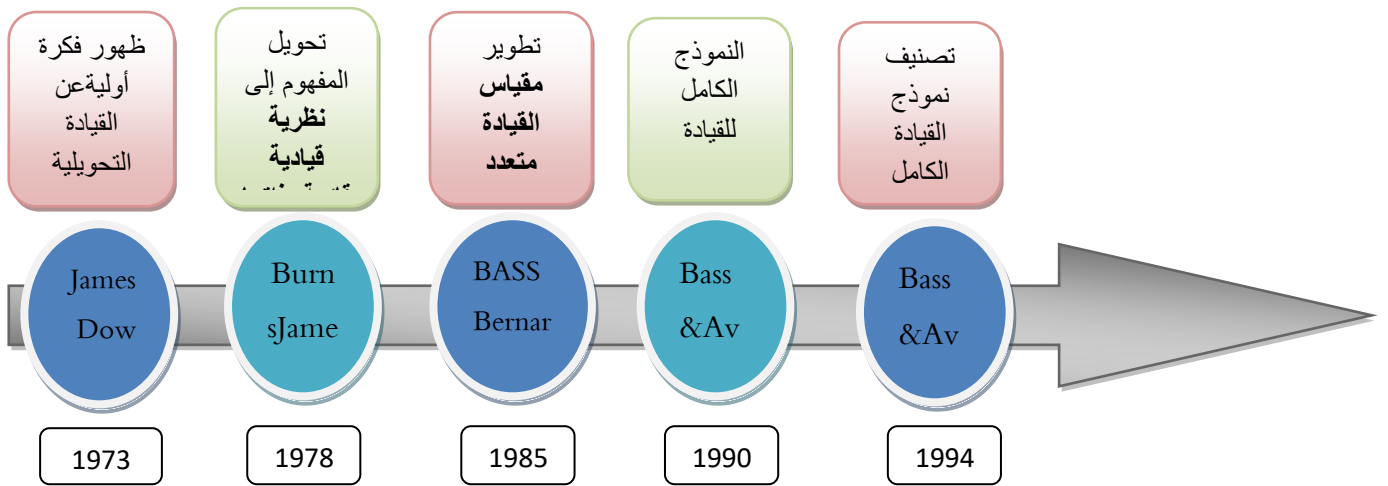 ظهور فكرة
أوليةعن
القيادة
التحويلية
تحويل
المفهوم إلى
نظرية
قيادية
تطوير
مقياس
القيادة
متعدد
النموذج
الكامل
للقيادة
تصنيف
نموذج
القيادة
الكامل
James
Dow
Burn
sJame
BASS
Bernar
Bass
&Av
Bass
&Av
1973
1978
1985
1990
1994